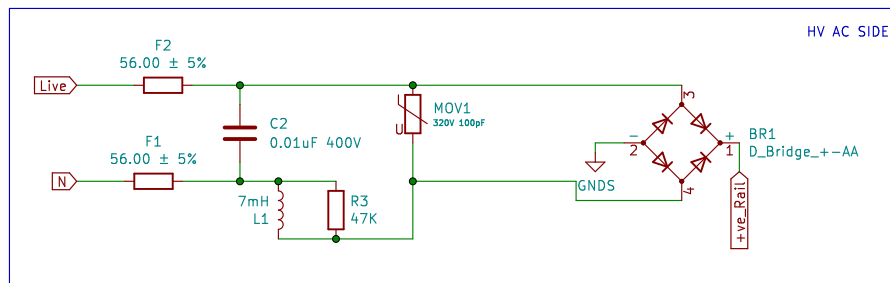 HV AC SIDE
F2
56.00 ± 5%
Live
C2
0.01uF 400V
MOV1
320V 100pF
U
3
BR1
D_Bridge_+-AA
-
2
+
1
4
GNDS
+ve_Rail
F1
56.00 ± 5%
N
7mH
L1
R3
47K